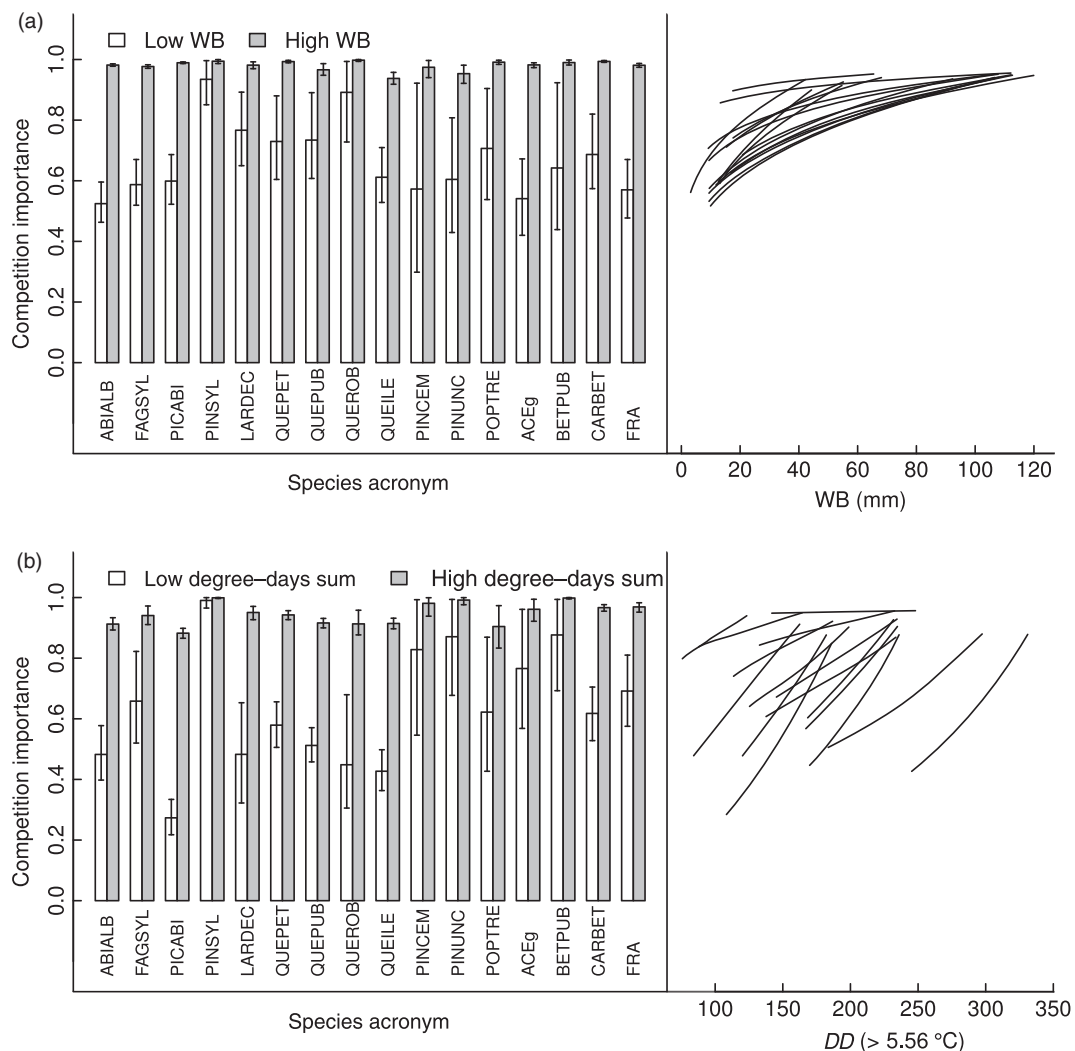 (a)
Low WB High WB
Competition importance
0.0 0.2 0.4 0.6 0.8 1.0
ABIALB FAGSYL PICABI PINSYL LARDEC QUEPET QUEPUB QUEROB QUEILE PINCEM PINUNC POPTRE ACEg BETPUB CARBET FRA
Species acronym
0 20 40 60 80 100 120
WB (mm)
(b)
Low degree–days sum High degree–days sum
Competition importance
0.0 0.2 0.4 0.6 0.8 1.0
ABIALB FAGSYL PICABI PINSYL LARDEC QUEPET QUEPUB QUEROB QUEILE PINCEM PINUNC POPTRE ACEg BETPUB CARBET FRA
Species acronym
100 150 200 250 300 350
DD (> 5.56 °C)